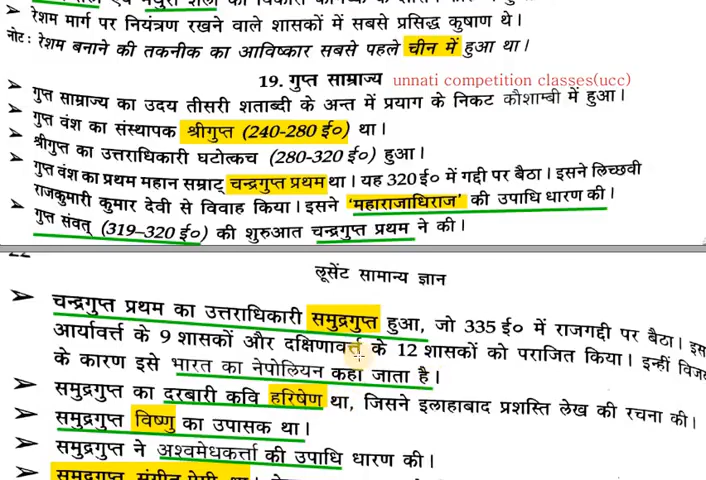 रेशम मार्ग पर नियंत्रण रखने वाले शासकों में सबसे प्रसिद्ध कुषाण थे।
नोट: रेशम बनाने की तकनीक का आविष्कार सबसे पहले चीन में हुआ था।
19. गुप्त साम्राज्य unnati competition classes(ucc)
➢ गुप्त साम्राज्य का उदय तीसरी शताब्दी के अन्त में प्रयाग के निकट कौशाम्बी में हुआ।
➢ गुप्त वंश का संस्थापक श्रीगुप्त (240-280 ई०) था।
➢ श्रीगुप्त का उत्तराधिकारी घटोत्कच (280-320 ई०) हुआ।
➢ गुप्त वंश का प्रथम महान सम्राट् चन्द्रगुप्त प्रथम था। यह 320 ई० में गद्दी पर बैठा। इसने लिच्छवी
राजकुमारी कुमार देवी से विवाह किया। इसने 'महाराजाधिराज' की उपाधि धारण की।
➢ गुप्त संवत् (319–320 ई०) की शुरुआत चन्द्रगुप्त प्रथम ने की।
लूसेंट सामान्य ज्ञान
➢ चन्द्रगुप्त प्रथम का उत्तराधिकारी समुद्रगुप्त हुआ, जो 335 ई० में राजगद्दी पर बैठा।
आर्यावर्त्त के 9 शासकों और दक्षिणावर्त्त के 12 शासकों को पराजित किया। इन्हीं
के कारण इसे भारत का नेपोलियन कहा जाता है।
➢ समुद्रगुप्त का दरबारी कवि हरिषेण था, जिसने इलाहाबाद प्रशस्ति लेख की रचना की।
➢ समुद्रगुप्त विष्णु का उपासक था।
➢ समुद्रगुप्त ने अश्वमेधकर्त्ता की उपाधि धारण की।
➢ समुद्रगुप्त संगीत-प्रेमी था।